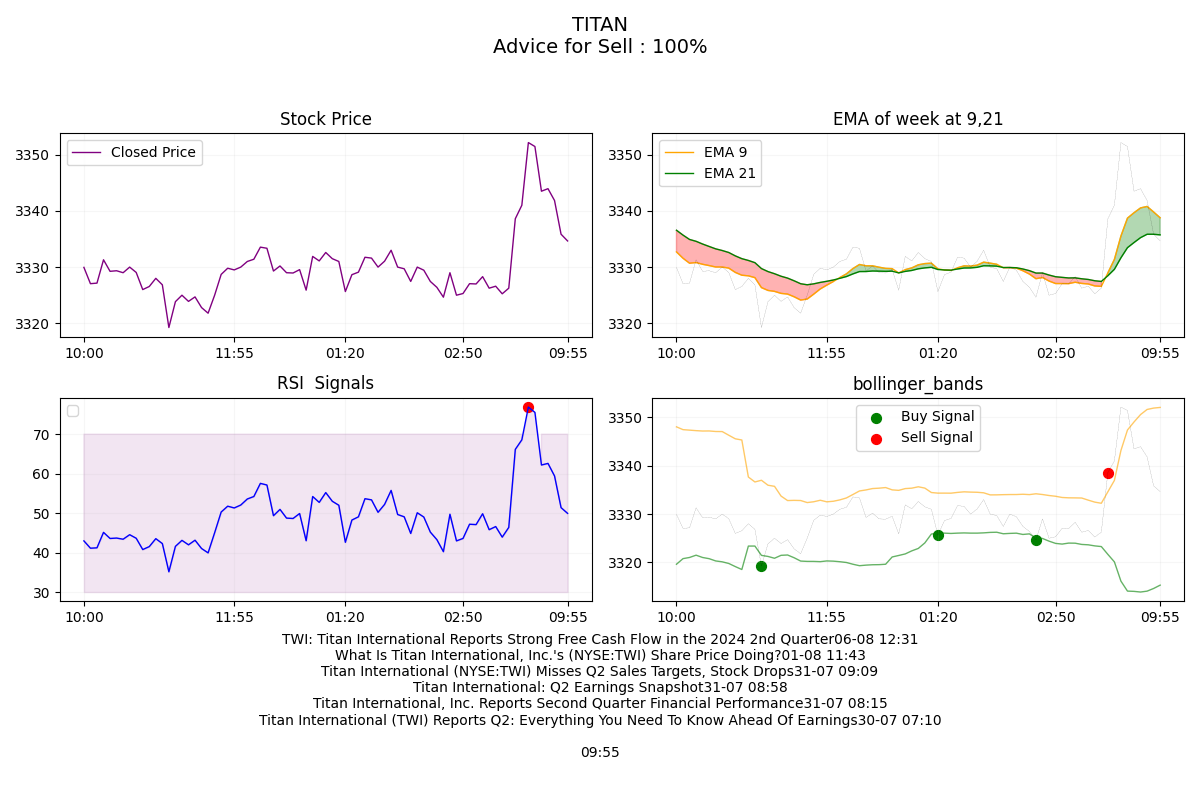 TITAN
Advice for Sell : 100%
Stock Price
Closed Price
3350
3340
3330
3320
10:00 11:55 01:20 02:50 09:55
EMA of week at 9,21
EMA 9
EMA 21
3350
3340
3330
3320
10:00 11:55 01:20 02:50 09:55
RSI  Signals
70
60
50
40
30
10:00 11:55 01:20 02:50 09:55
bollinger_bands
Buy Signal
Sell Signal
3350
3340
3330
3320
10:00 11:55 01:20 02:50 09:55
TWI: Titan International Reports Strong Free Cash Flow in the 2024 2nd Quarter06-08 12:31
What Is Titan International, Inc.'s (NYSE:TWI) Share Price Doing?01-08 11:43
Titan International (NYSE:TWI) Misses Q2 Sales Targets, Stock Drops31-07 09:09
Titan International: Q2 Earnings Snapshot31-07 08:58
Titan International, Inc. Reports Second Quarter Financial Performance31-07 08:15
Titan International (TWI) Reports Q2: Everything You Need To Know Ahead Of Earnings30-07 07:10
09:55